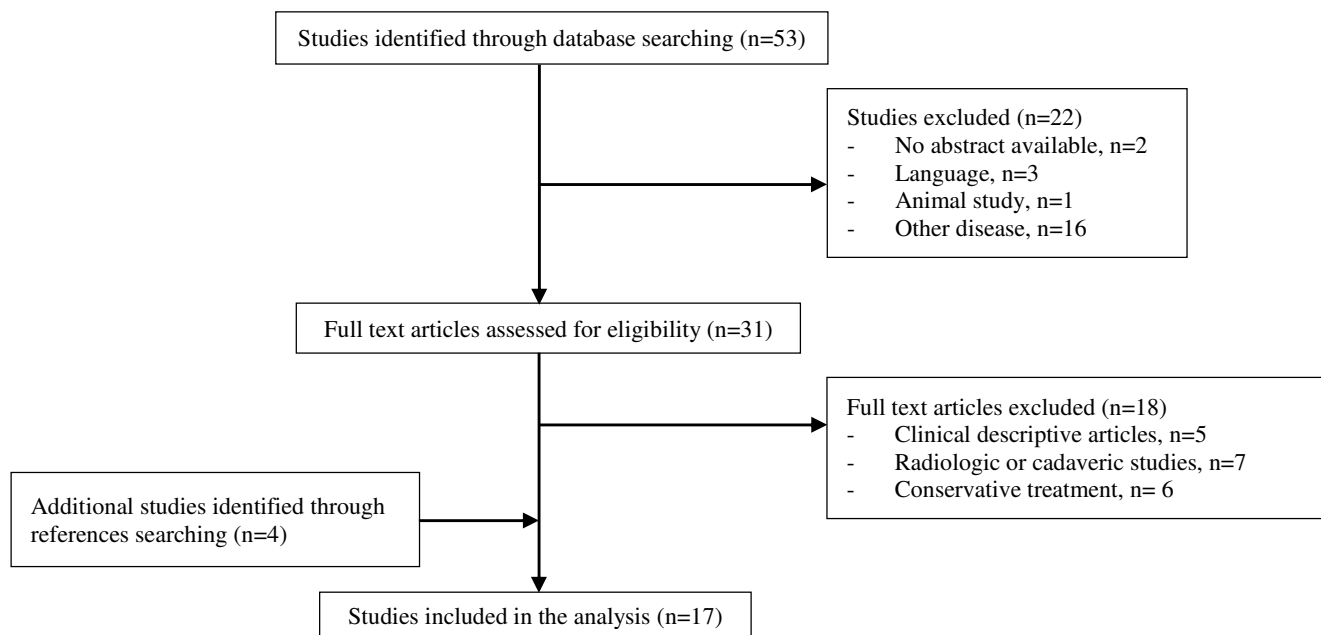 Studies identified through database searching (n=53)
Studies excluded (n=22)
- No abstract available, n=2
- Language, n=3
- Animal study, n=1
- Other disease, n=16
Full text articles assessed for eligibility (n=31)
Full text articles excluded (n=18)
- Clinical descriptive articles, n=5
- Radiologic or cadaveric studies, n=7
- Conservative treatment, n= 6
Additional studies identified through
references searching (n=4)
Studies included in the analysis (n=17)